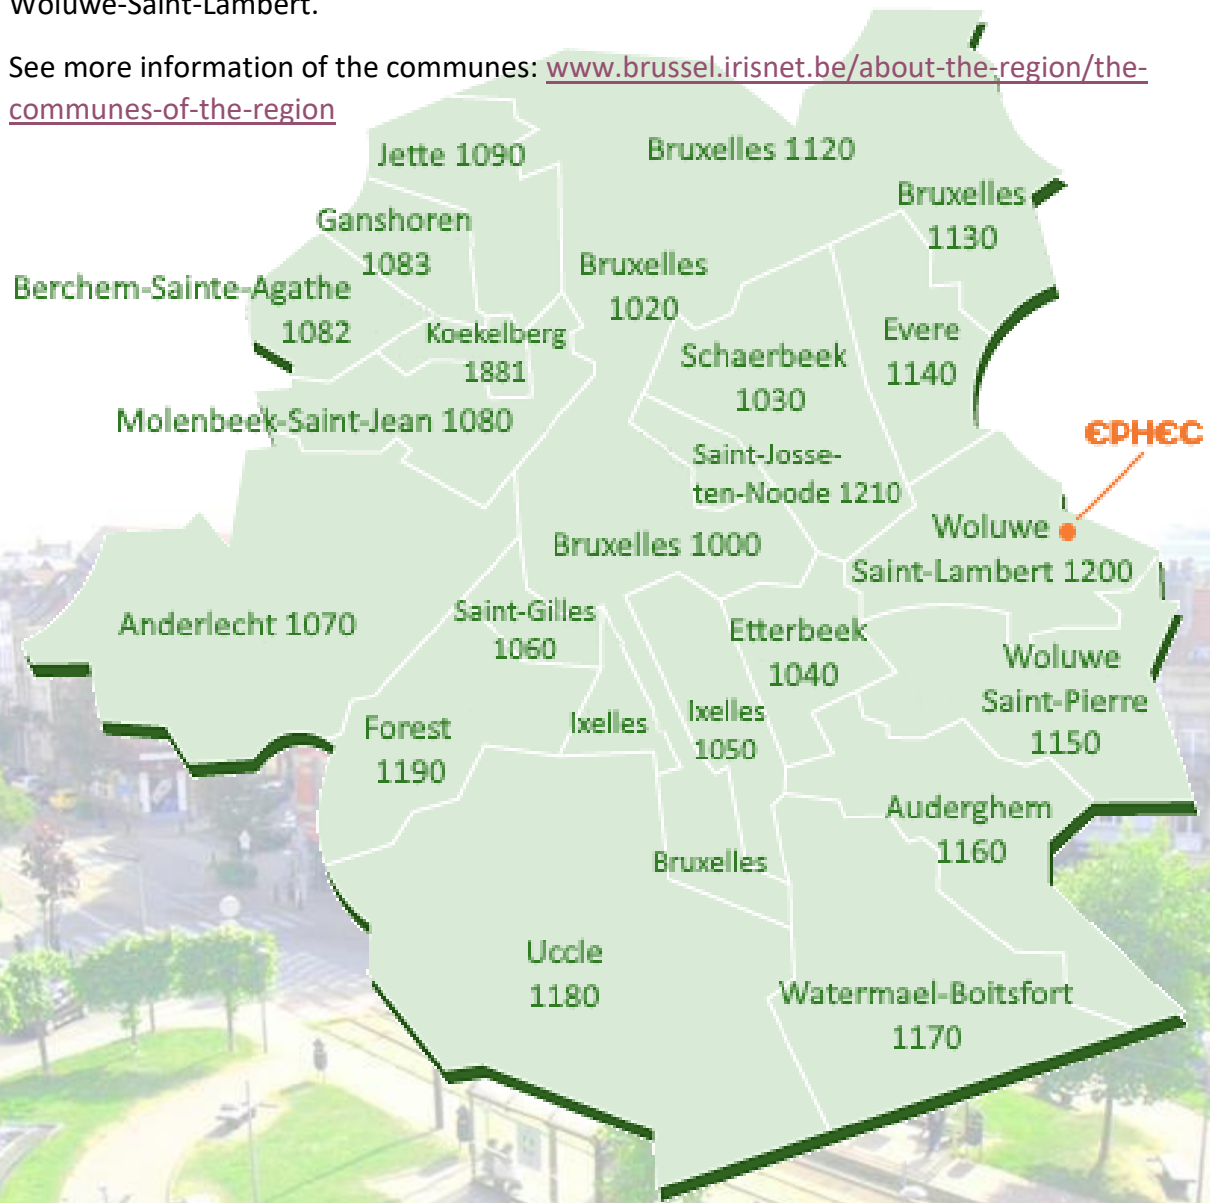 Woluwe-Saint-Lambert.
See more information of the communes: www.brussel.irisnet.be/about-the-region/the-
communes-of-the-region
Jette 1090
Bruxelles 1120
Bruxelles
1130
Ganshoren
1083
Bruxelles
1020
Berchem-Sainte-Agathe
1082
Koekelberg
1881
Evere
1140
Schaerbeek
1030
Molenbeek-Saint-Jean 1080
EPHEC
Saint-Josse-
ten-Noode 1210
Woluwe
Saint-Lambert 1200
Bruxelles 1000
Anderlecht 1070
Saint-Gilles
1060
Etterbeek
1040
Woluwe
Saint-Pierre
1150
Forest
1190
Ixelles
Ixelles
1050
Auderghem
1160
Bruxelles
Uccle
1180
Watermael-Boitsfort
1170